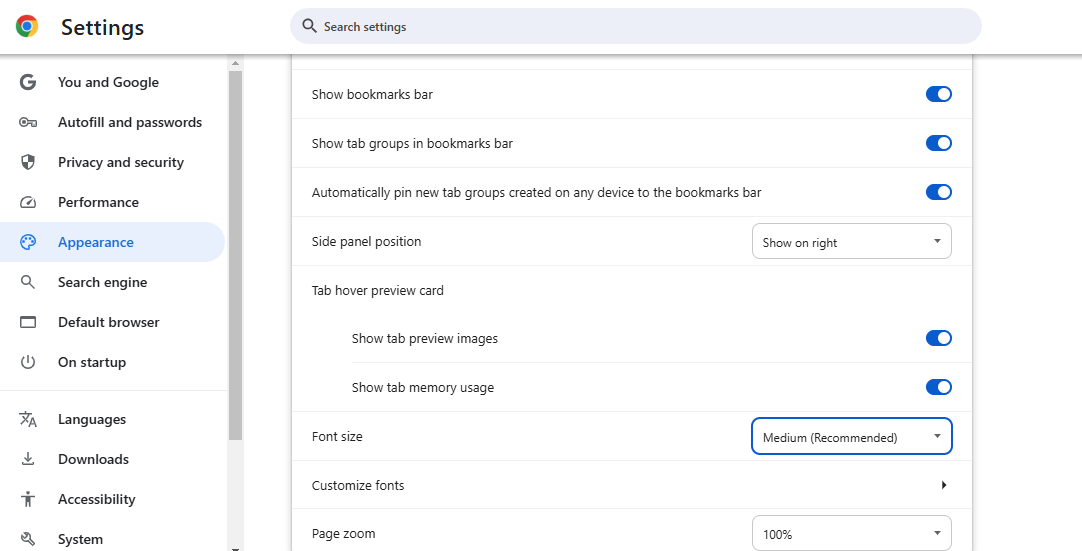 Settings
Search settings
You and Google
Autofill and passwords
Privacy and security
Performance
Appearance
Search engine
Default browser
On startup
Languages
Downloads
Accessibility
System
Show bookmarks bar
Show tab groups in bookmarks bar
Automatically pin new tab groups created on any device to the bookmarks bar
Side panel position
Show on right
Tab hover preview card
Show tab preview images
Show tab memory usage
Font size
Medium (Recommended)
Customize fonts
Page zoom
100%